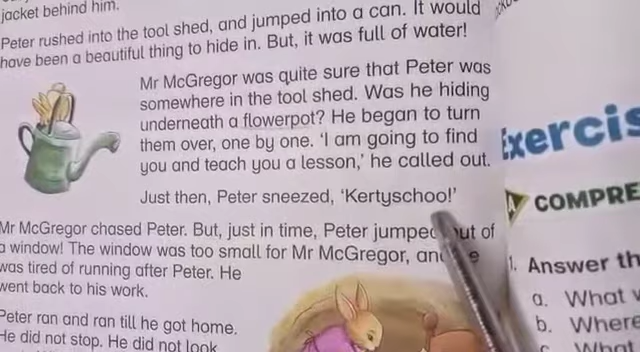 jacket behind him.
Peter rushed into the tool shed, and jumped into a can. It would
have been a beautiful thing to hide in. But, it was full of water!
Mr McGregor was quite sure that Peter was
somewhere in the tool shed. Was he hiding
underneath a flowerpot? He began to turn
them over, one by one. ‘I am going to find
you and teach you a lesson,’ he called out.
Just then, Peter sneezed, ‘Kertyschoo!’
Mr McGregor chased Peter. But, just in time, Peter jumped out of
a window! The window was too small for Mr McGregor, and
was tired of running after Peter. He
went back to his work.
Peter ran and ran till he got home.
He did not stop. He did not look
Exercis
A COMPRE
1. Answer th
a. What
b. Where
c. What